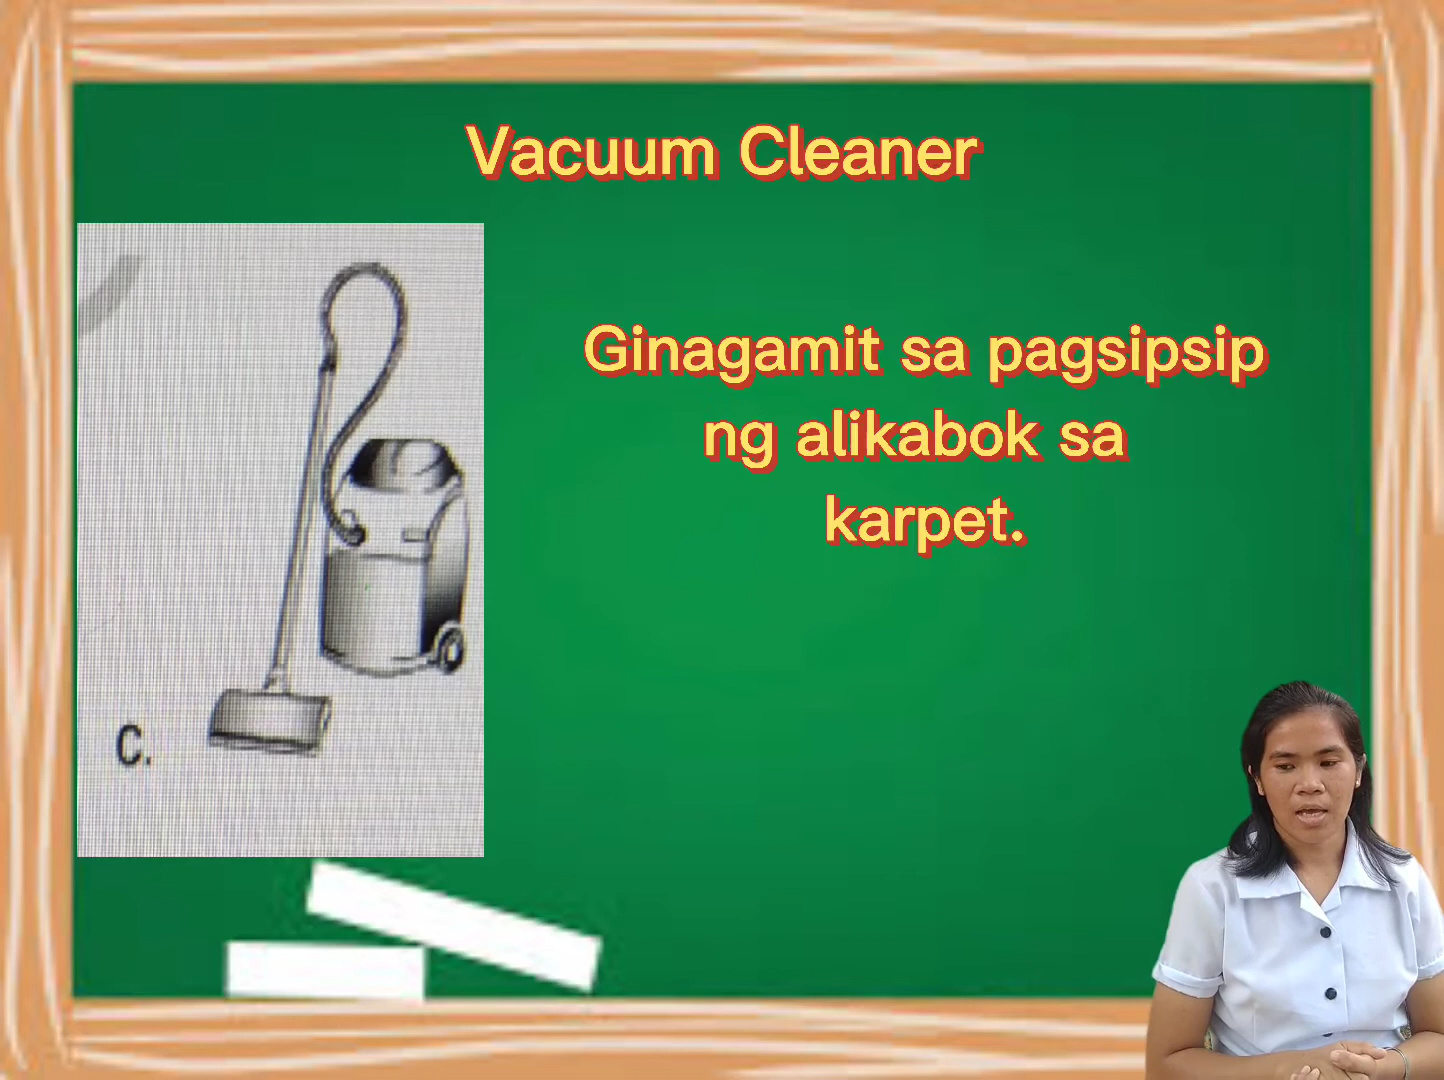 Vacuum Cleaner
Ginagamit sa pagsipsip
ng alikabok sa
karpet.
C.